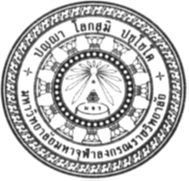 ปญฺญา โลกสฺมิ ปชฺโชโต
มหาวิทยาลัยมหาจุฬาลงกรณราชวิทยาลัย